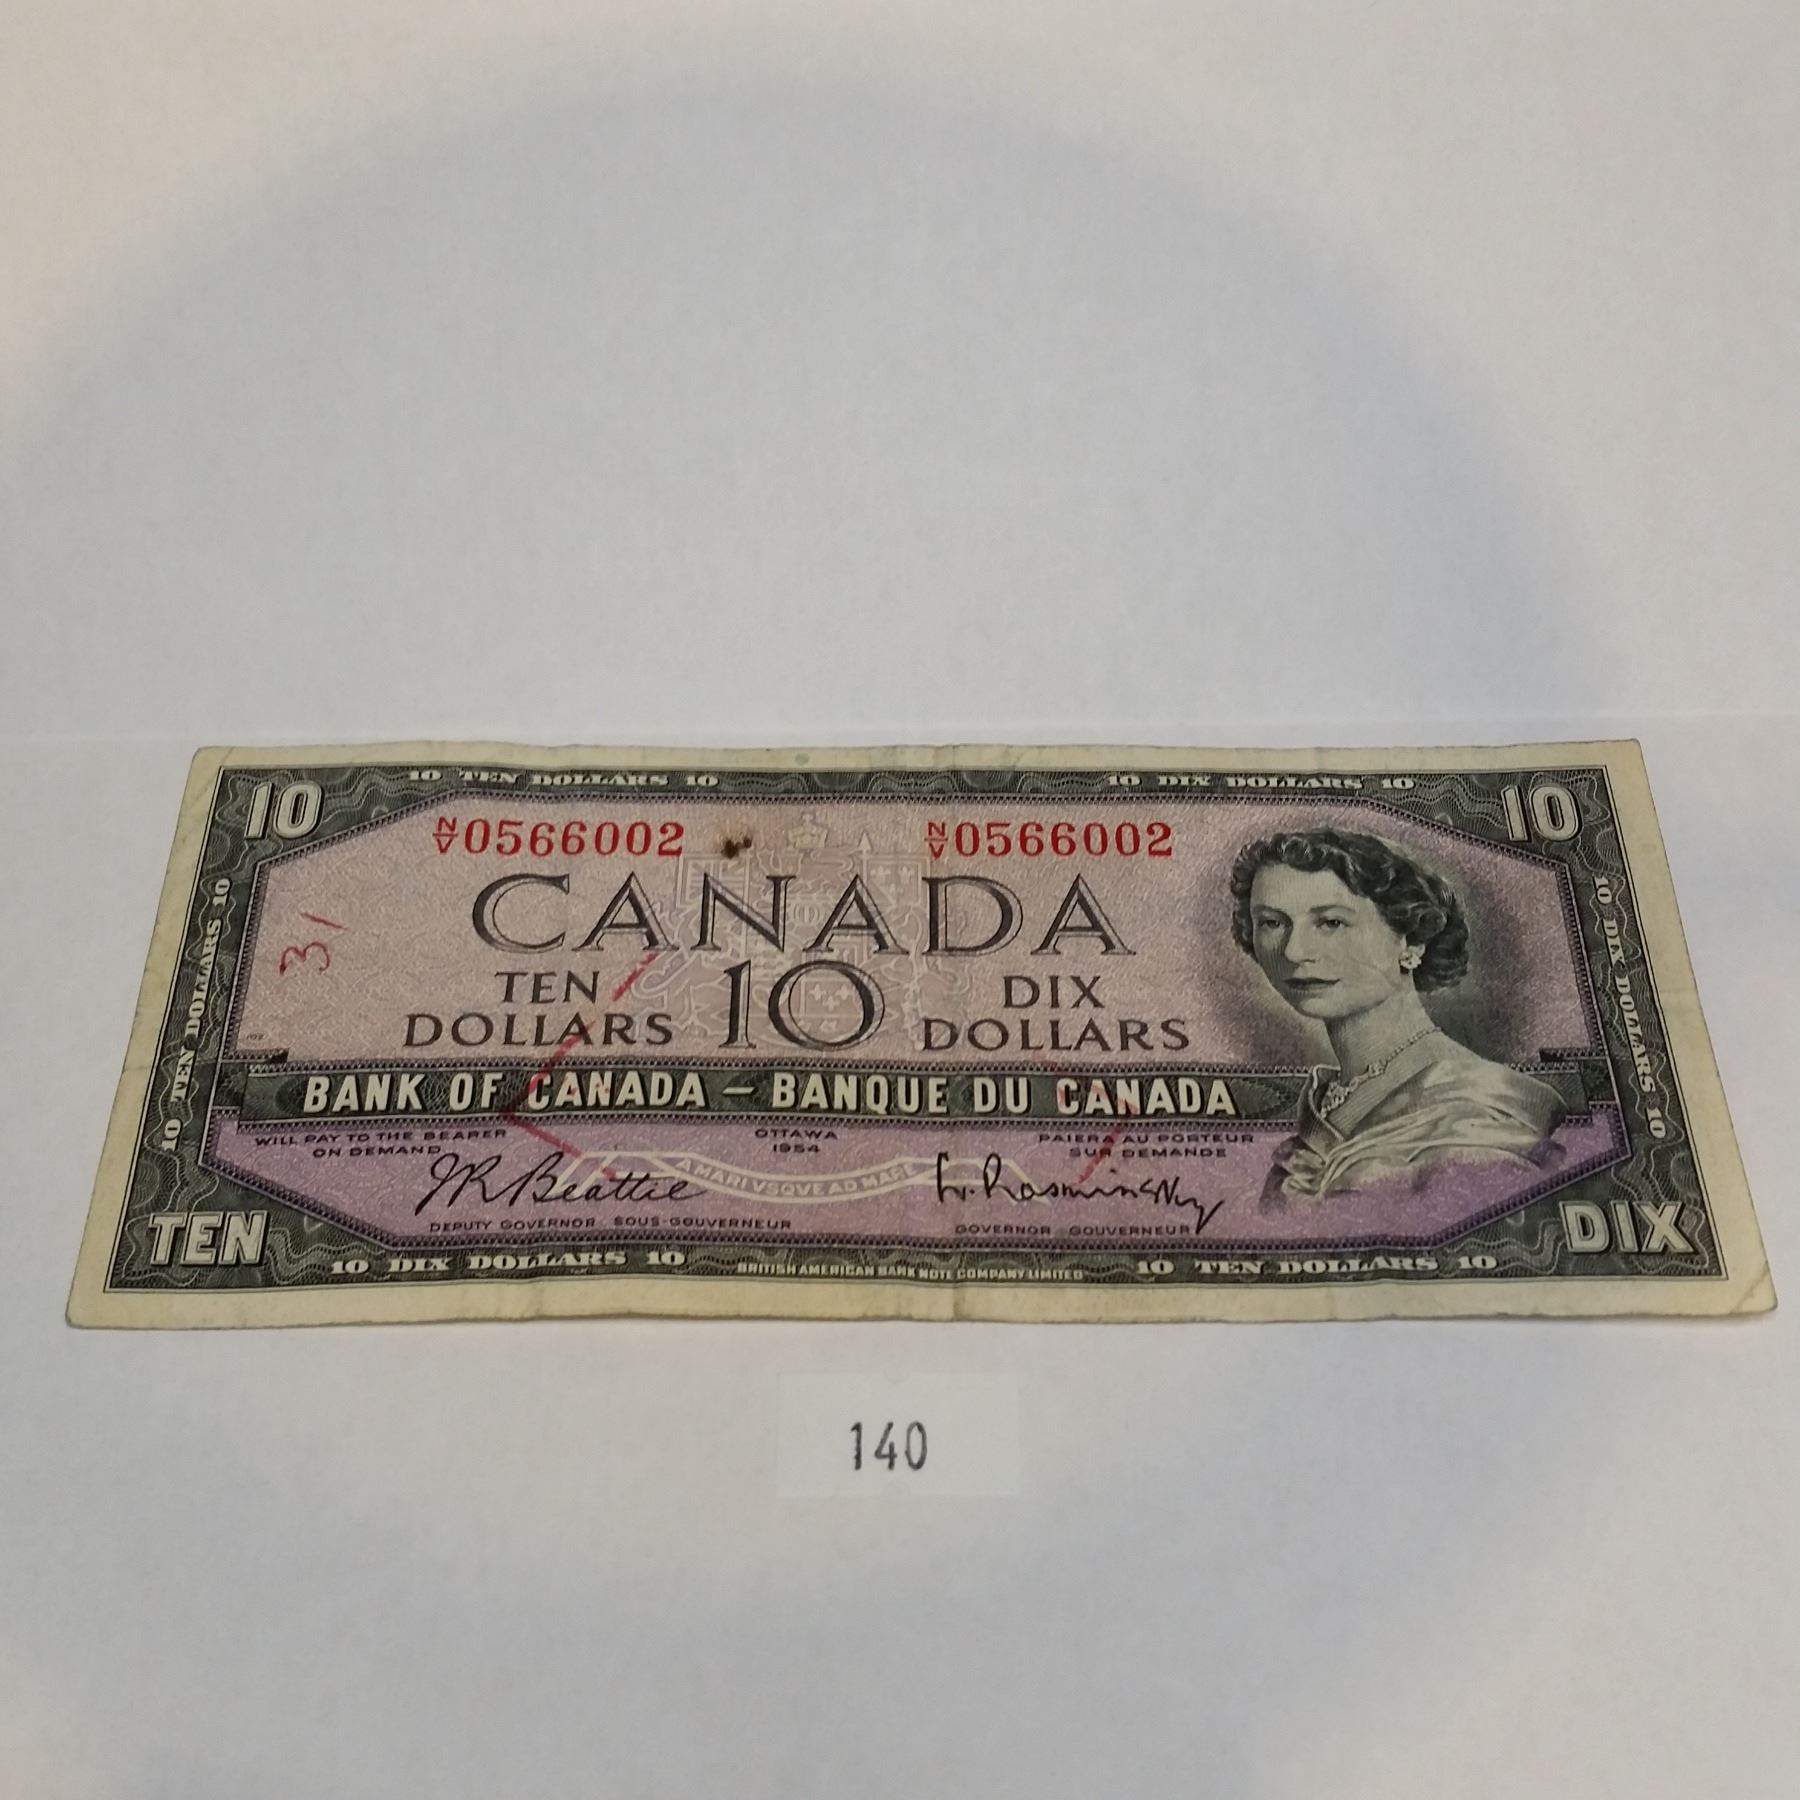 10 TEN DOLLARS 10
10 DIX DOLLARS 10
10
10
N/V 0566002
N/V 0566002
CANADA
31
10 TEN DOLLARS 10
10 DIX DOLLARS 10
TEN
DOLLARS
10
DIX
DOLLARS
BANK OF CANADA – BANQUE DU CANADA
WILL PAY TO THE BEARER
ON DEMAND
OTTAWA
1954
PAIERA AU PORTEUR
SUR DEMANDE
A MARI VSQVE AD MARE
JR Beattie
L. Rasminsky
DEPUTY GOVERNOR SOUS-GOUVERNEUR
GOVERNOR GOUVERNEUR
TEN
DIX
10 DIX DOLLARS 10
BRITISH AMERICAN BANK NOTE COMPANY LIMITED
10 TEN DOLLARS 10
140